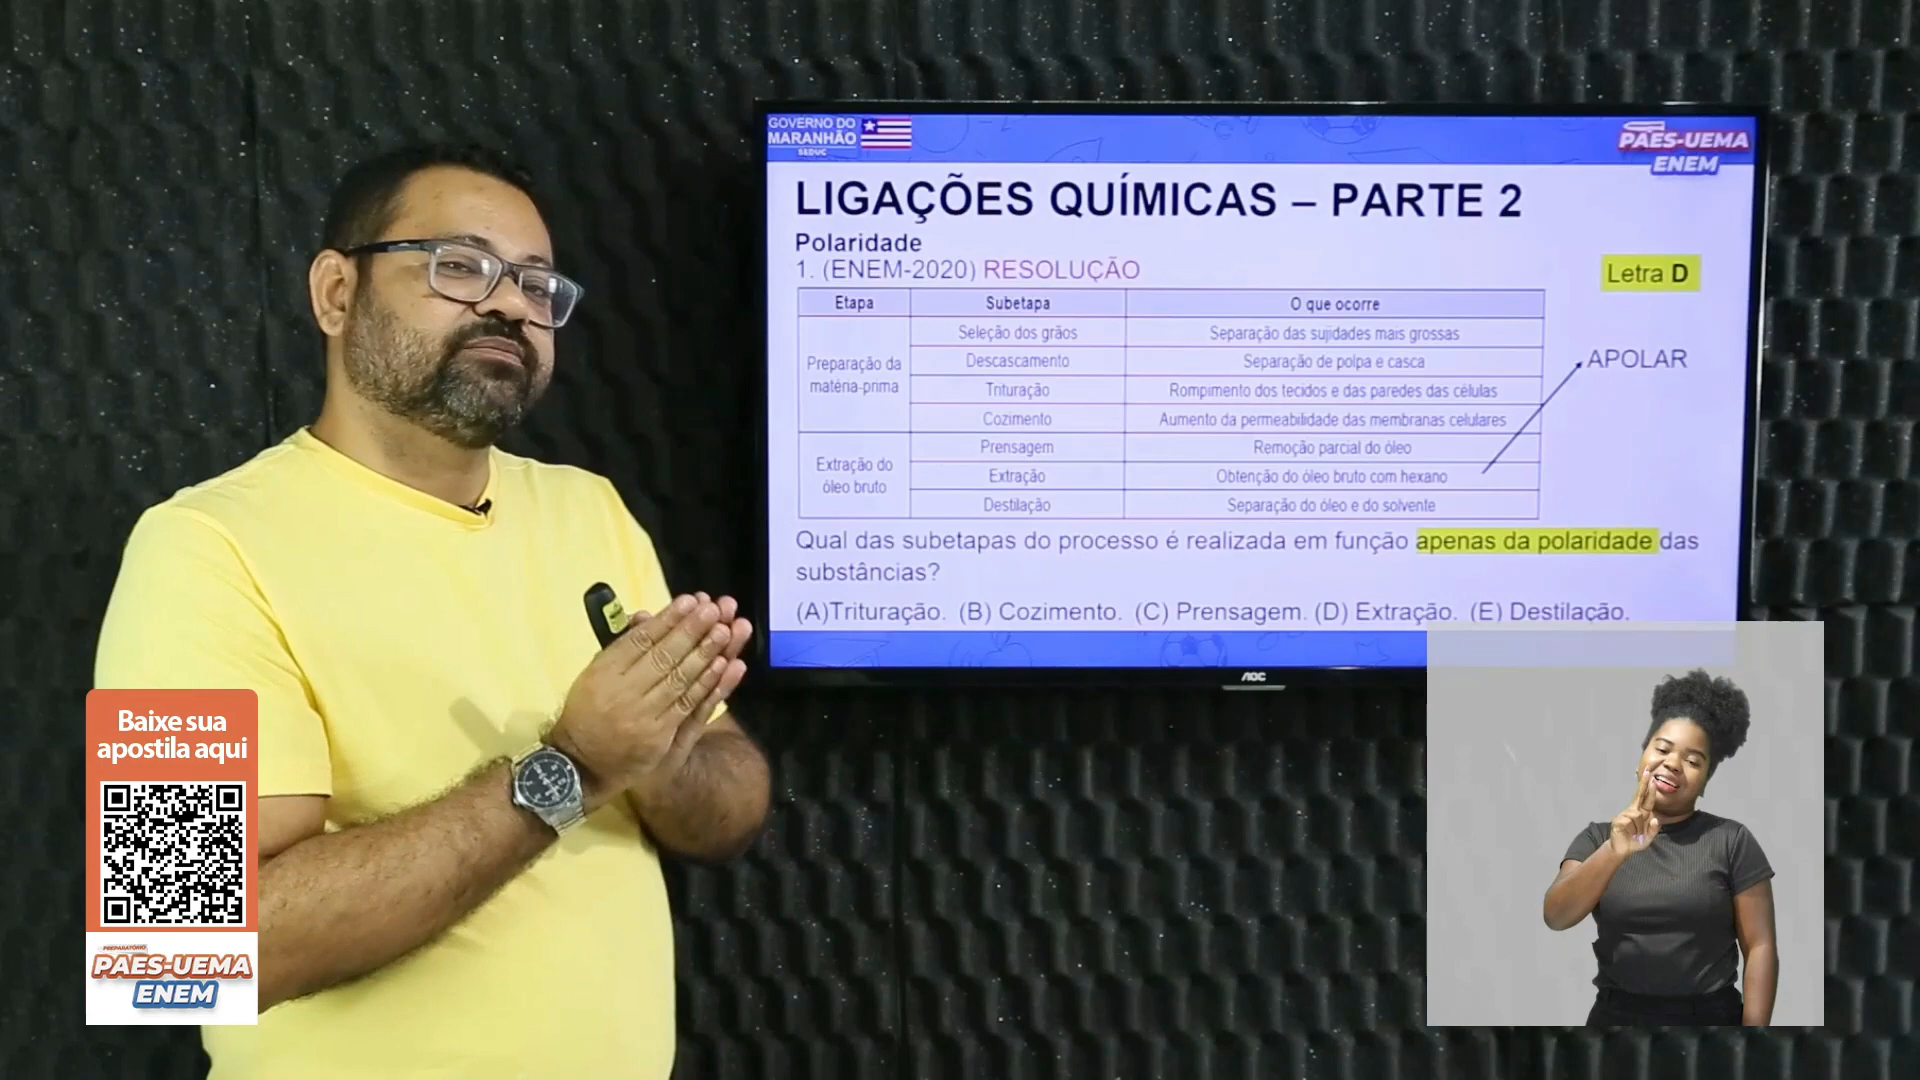 GOVERNO DO
MARANHÃO
SEDUC
PAES-UEMA
ENEM
LIGAÇÕES QUÍMICAS – PARTE 2
Polaridade
1. (ENEM-2020) RESOLUÇÃO
Letra D
Etapa Subetapa O que ocorre
Preparação da matéria-prima
Seleção dos grãos Separação das sujidades mais grossas
Descascamento Separação de polpa e casca
Trituração Rompimento dos tecidos e das paredes das células
Cozimento Aumento da permeabilidade das membranas celulares
APOLAR
Extração do óleo bruto
Prensagem Remoção parcial do óleo
Extração Obtenção do óleo bruto com hexano
Destilação Separação do óleo e do solvente
Qual das subetapas do processo é realizada em função apenas da polaridade das
substâncias?
(A)Trituração. (B) Cozimento. (C) Prensagem. (D) Extração. (E) Destilação.
AOC
Baixe sua
apostila aqui
PREPARATÓRIO
PAES-UEMA
ENEM